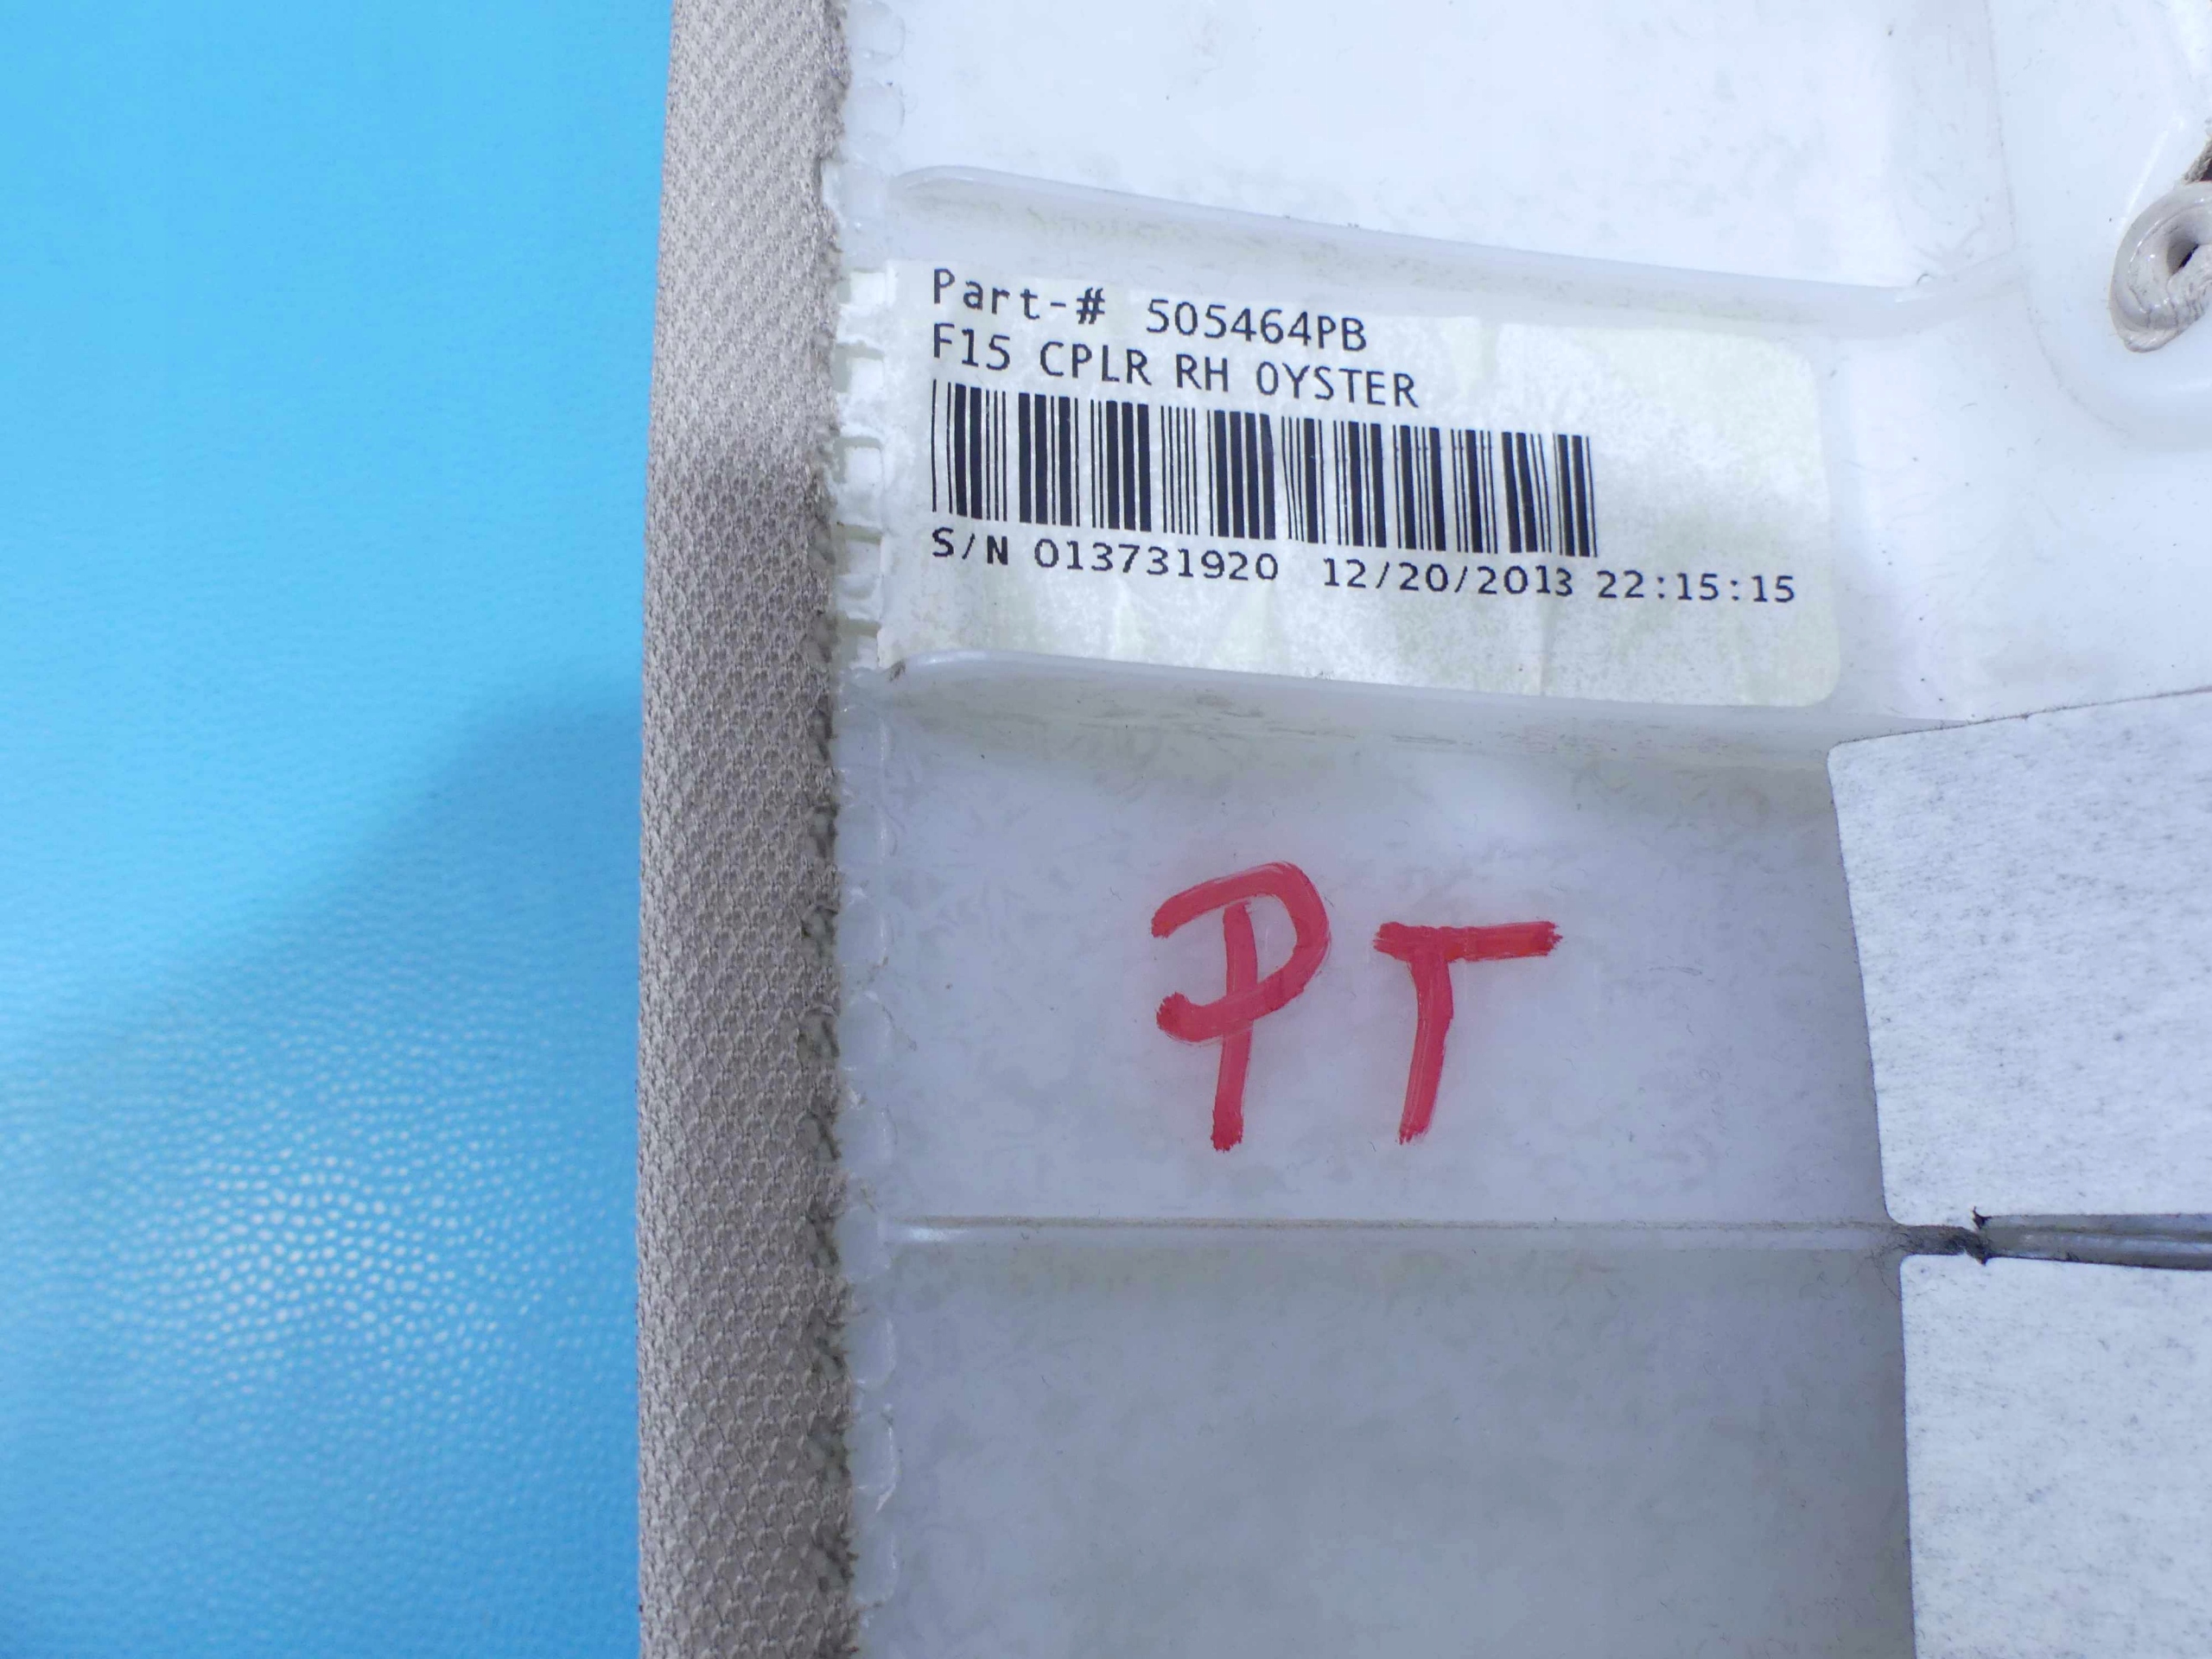 Part-# 505464PB
F15 CPLR RH OYSTER
S/N 013731920 12/20/2013 22:15:15
PT